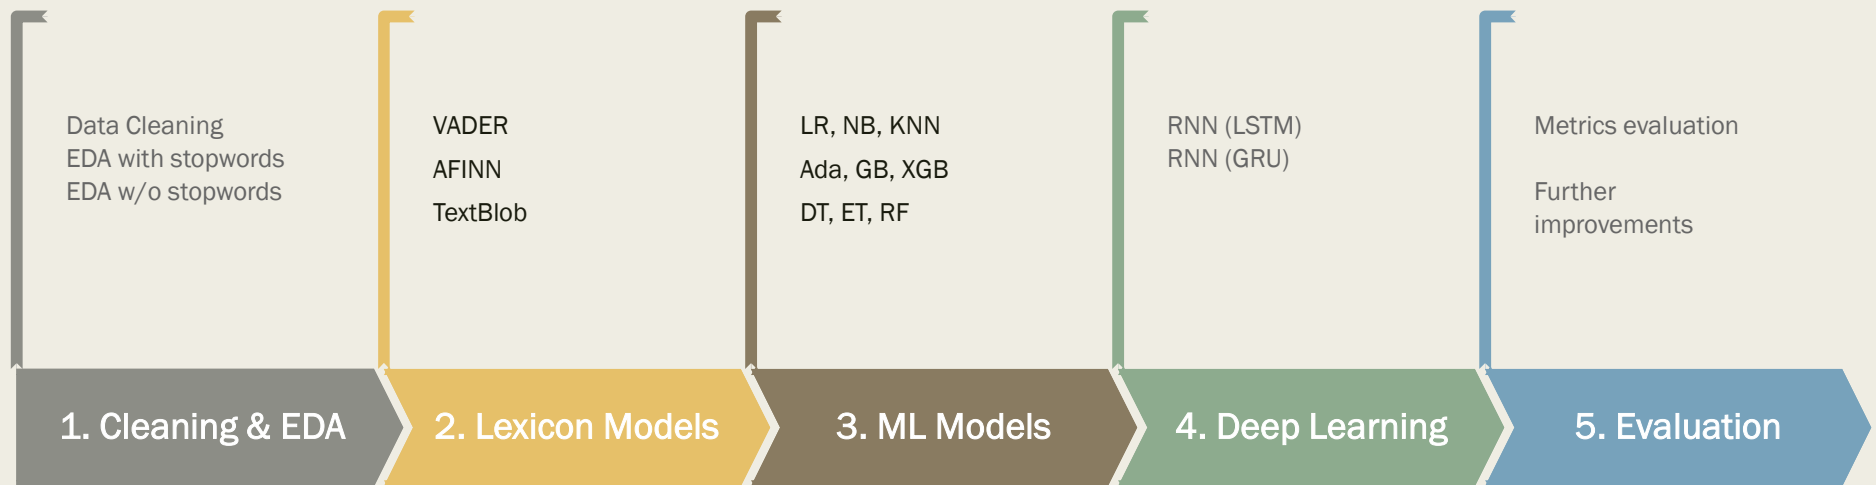 Data Cleaning
EDA with stopwords
EDA w/o stopwords
VADER
AFINN
TextBlob
LR, NB, KNN
Ada, GB, XGB
DT, ET, RF
RNN (LSTM)
RNN (GRU)
Metrics evaluation
Further
improvements
1. Cleaning & EDA
2. Lexicon Models
3. ML Models
4. Deep Learning
5. Evaluation